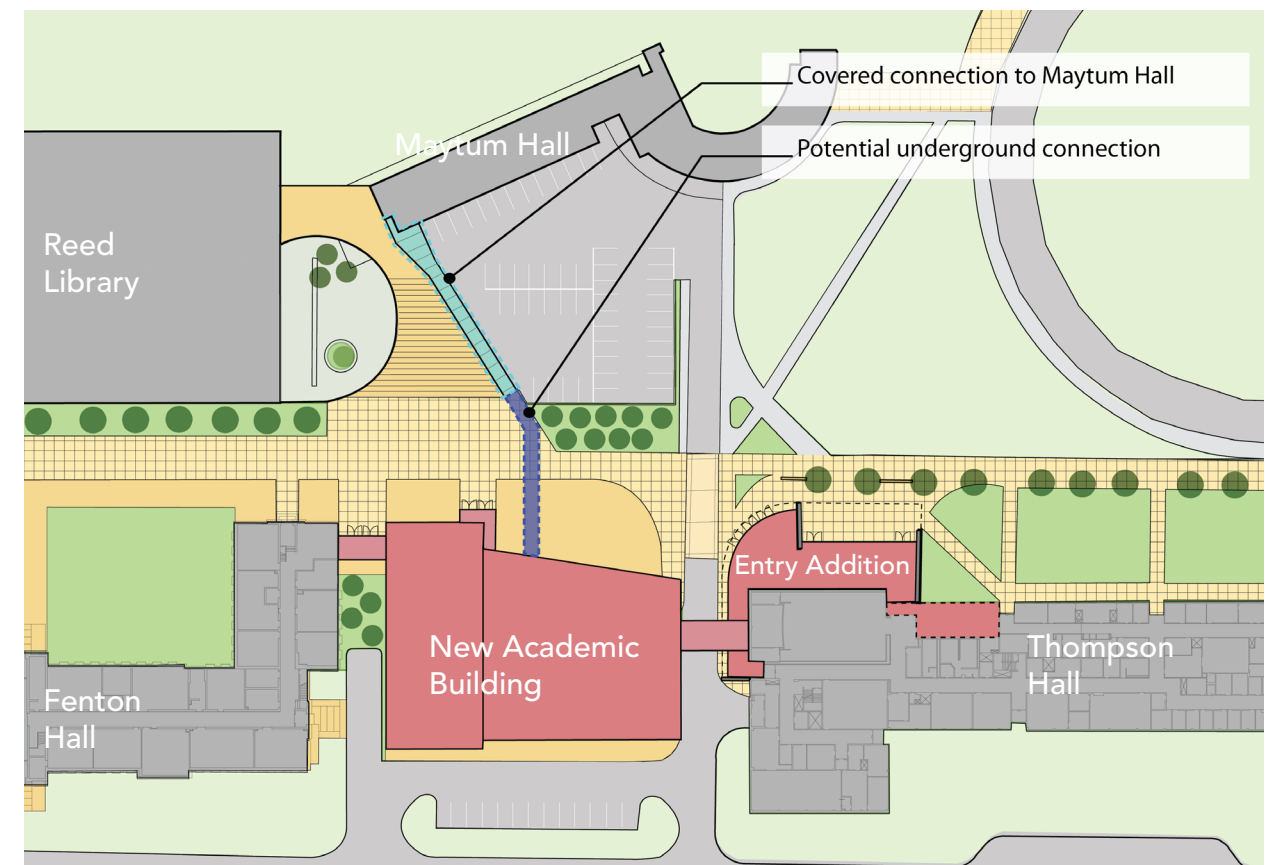 Covered connection to Maytum Hall
Maytum Hall
Potential underground connection
Reed
Library
Entry Addition
New Academic
Building
Thompson
Hall
Fenton
Hall